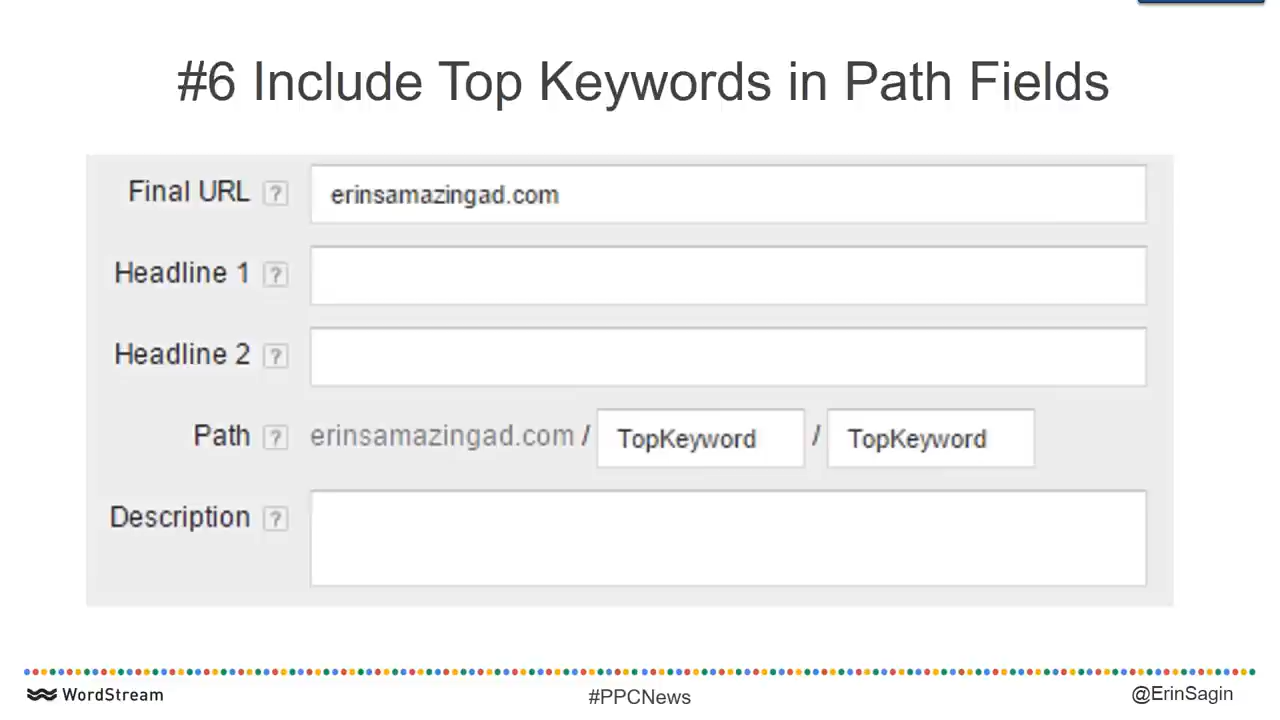 #6 Include Top Keywords in Path Fields
Final URL ? erinsamazingad.com
Headline 1 ?
Headline 2 ?
Path ? erinsamazingad.com / TopKeyword / TopKeyword
Description ?
WordStream #PPCNews @ErinSagin